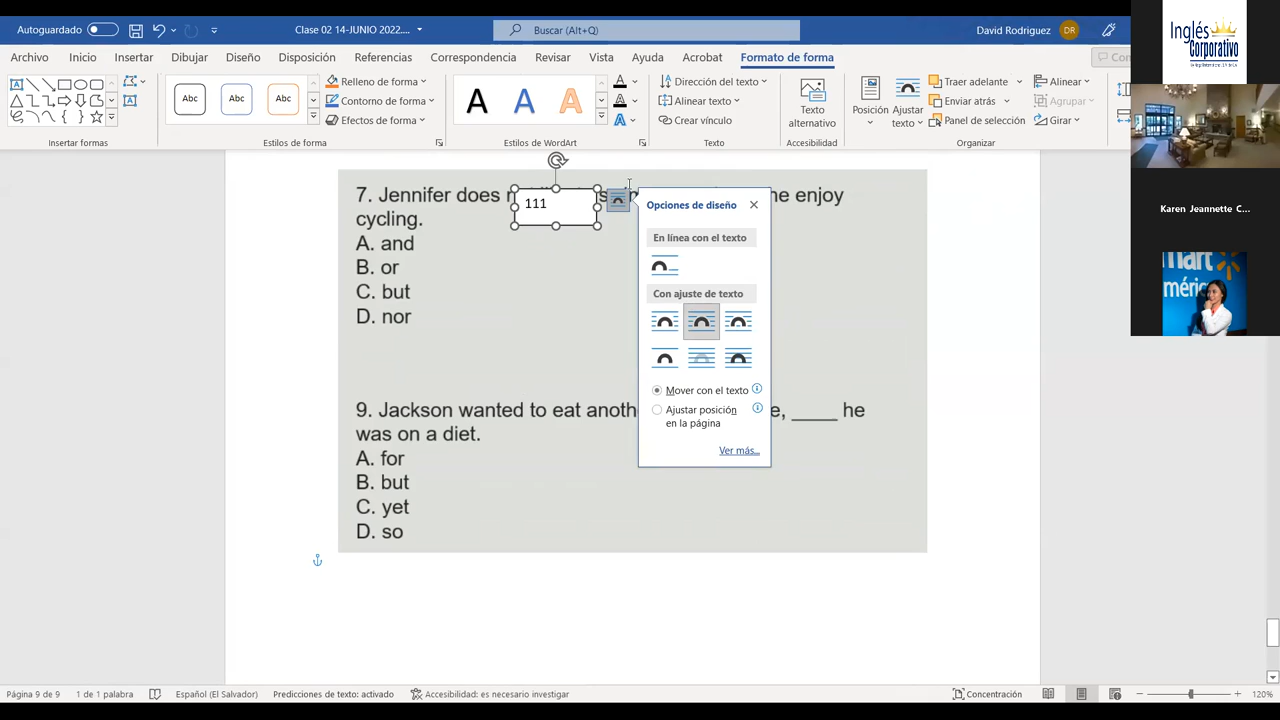 Autoguardado
Clase 02 14-JUNIO 2022....
Buscar (Alt+Q)
David Rodriguez
DR
Archivo
Inicio
Insertar
Dibujar
Diseño
Disposición
Referencias
Correspondencia
Revisar
Vista
Ayuda
Acrobat
Formato de forma
Abc
Abc
Abc
Relleno de forma
Contorno de forma
Efectos de forma
A
A
A
Dirección del texto
Alinear texto
Crear vínculo
Texto
alternativo
Posición
Ajustar
texto
Traer adelante
Enviar atrás
Panel de selección
Alinear
Agrupar
Girar
Insertar formas
Estilos de forma
Estilos de WordArt
Texto
Accesibilidad
Organizar
Inglés
Corporativo
Karen Jeannette C...
7. Jennifer does
enjoy
cycling.
A. and
B. or
C. but
D. nor
111
Opciones de diseño
En línea con el texto
Con ajuste de texto
Mover con el texto
Ajustar posición
en la página
Ver más...
9. Jackson wanted to eat
____ he
was on a diet.
A. for
B. but
C. yet
D. so
Página 9 de 9
1 de 1 palabra
Español (El Salvador)
Predicciones de texto: activado
Accesibilidad: es necesario investigar
Concentración
120%